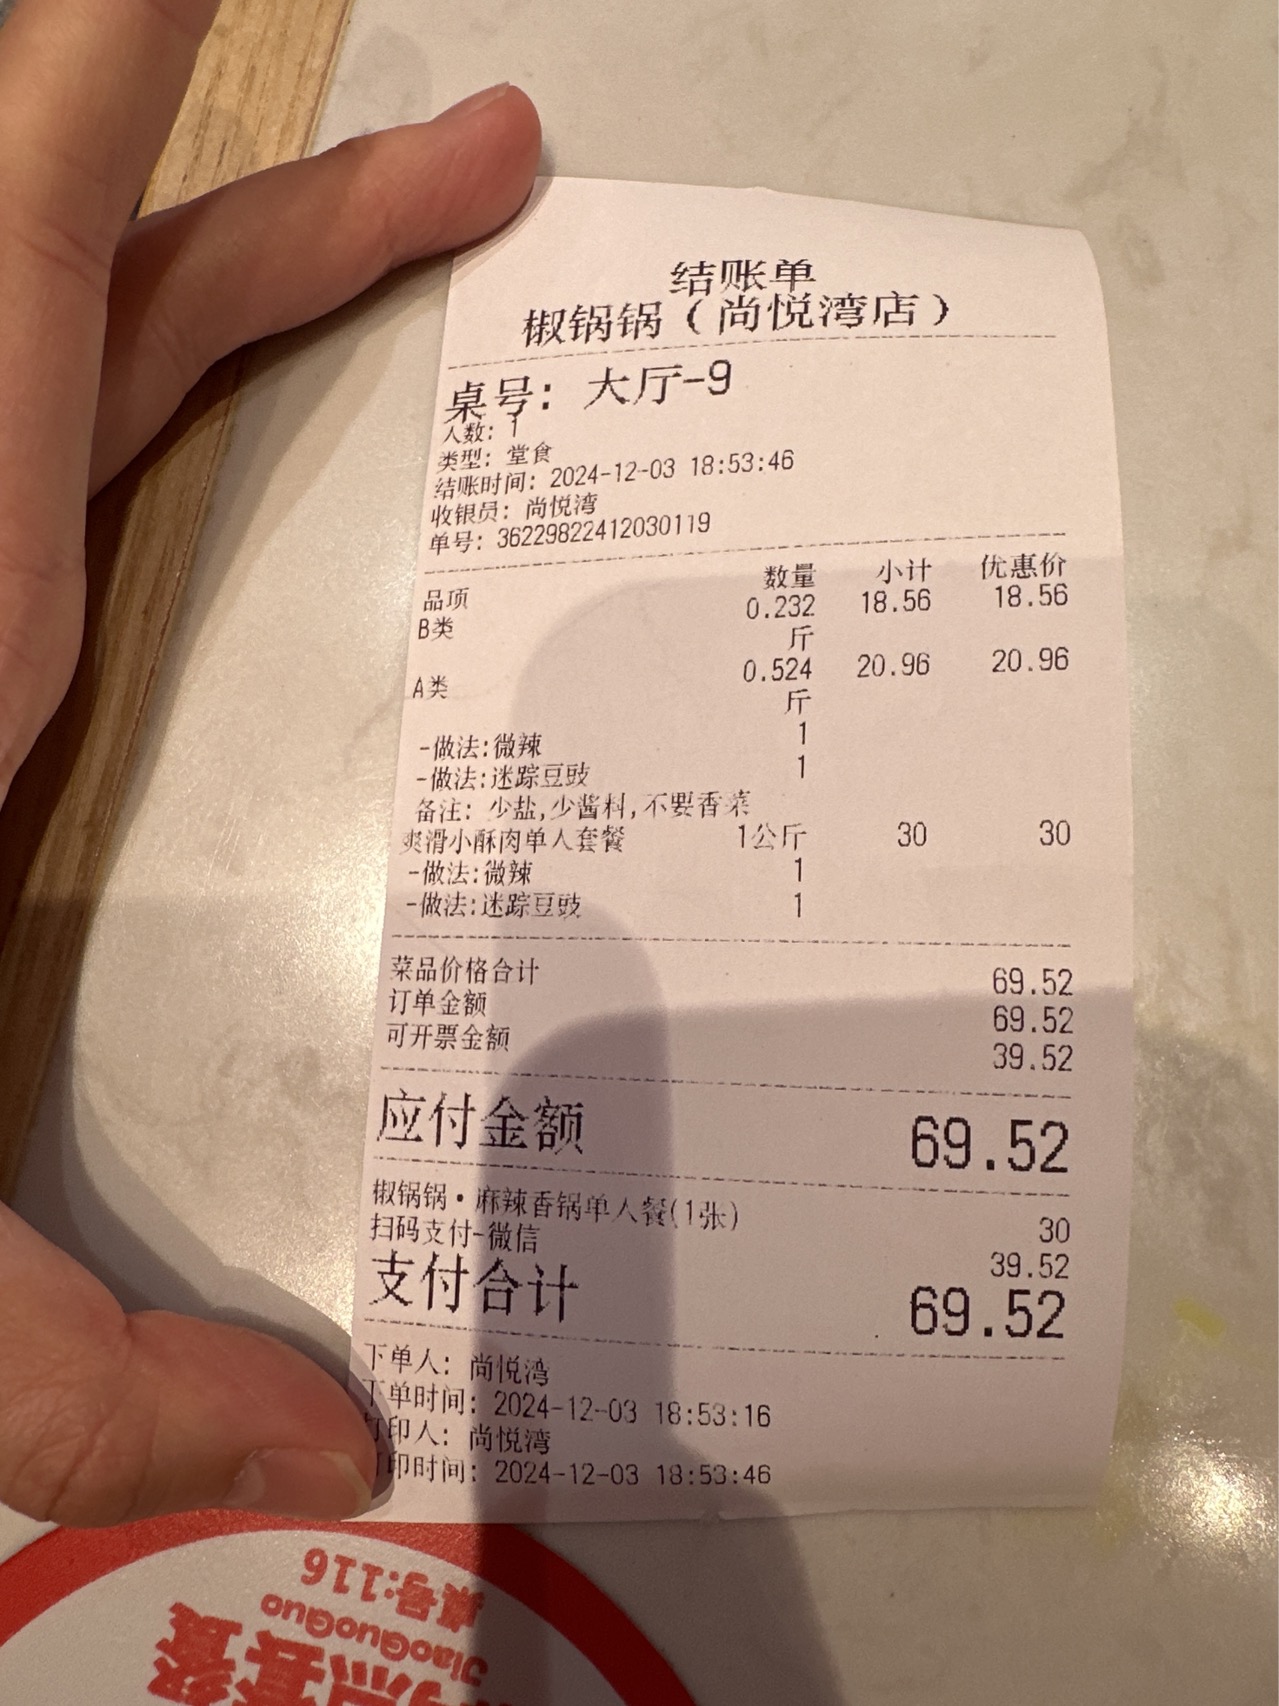 结账单
椒锅锅（尚悦湾店）
桌号： 大厅-9
人数： 1
类型： 堂食
结账时间： 2024-12-03 18:53:46
收银员： 尚悦湾
单号： 36229822412030119
品项 数量 小计 优惠价
B类 0.232 18.56 18.56
斤
A类 0.524 20.96 20.96
斤
-做法:微辣 1
-做法:迷踪豆豉 1
备注： 少盐,少酱料,不要香菜
爽滑小酥肉单人套餐 1公斤 30 30
-做法:微辣 1
-做法:迷踪豆豉 1
菜品价格合计 69.52
订单金额 69.52
可开票金额 39.52
应付金额 69.52
椒锅锅·麻辣香锅单人餐(1张) 30
扫码支付-微信 39.52
支付合计 69.52
下单人： 尚悦湾
下单时间： 2024-12-03 18:53:16
打印人： 尚悦湾
打印时间： 2024-12-03 18:53:46
桌号:116
JiaoGuoGuo
套餐